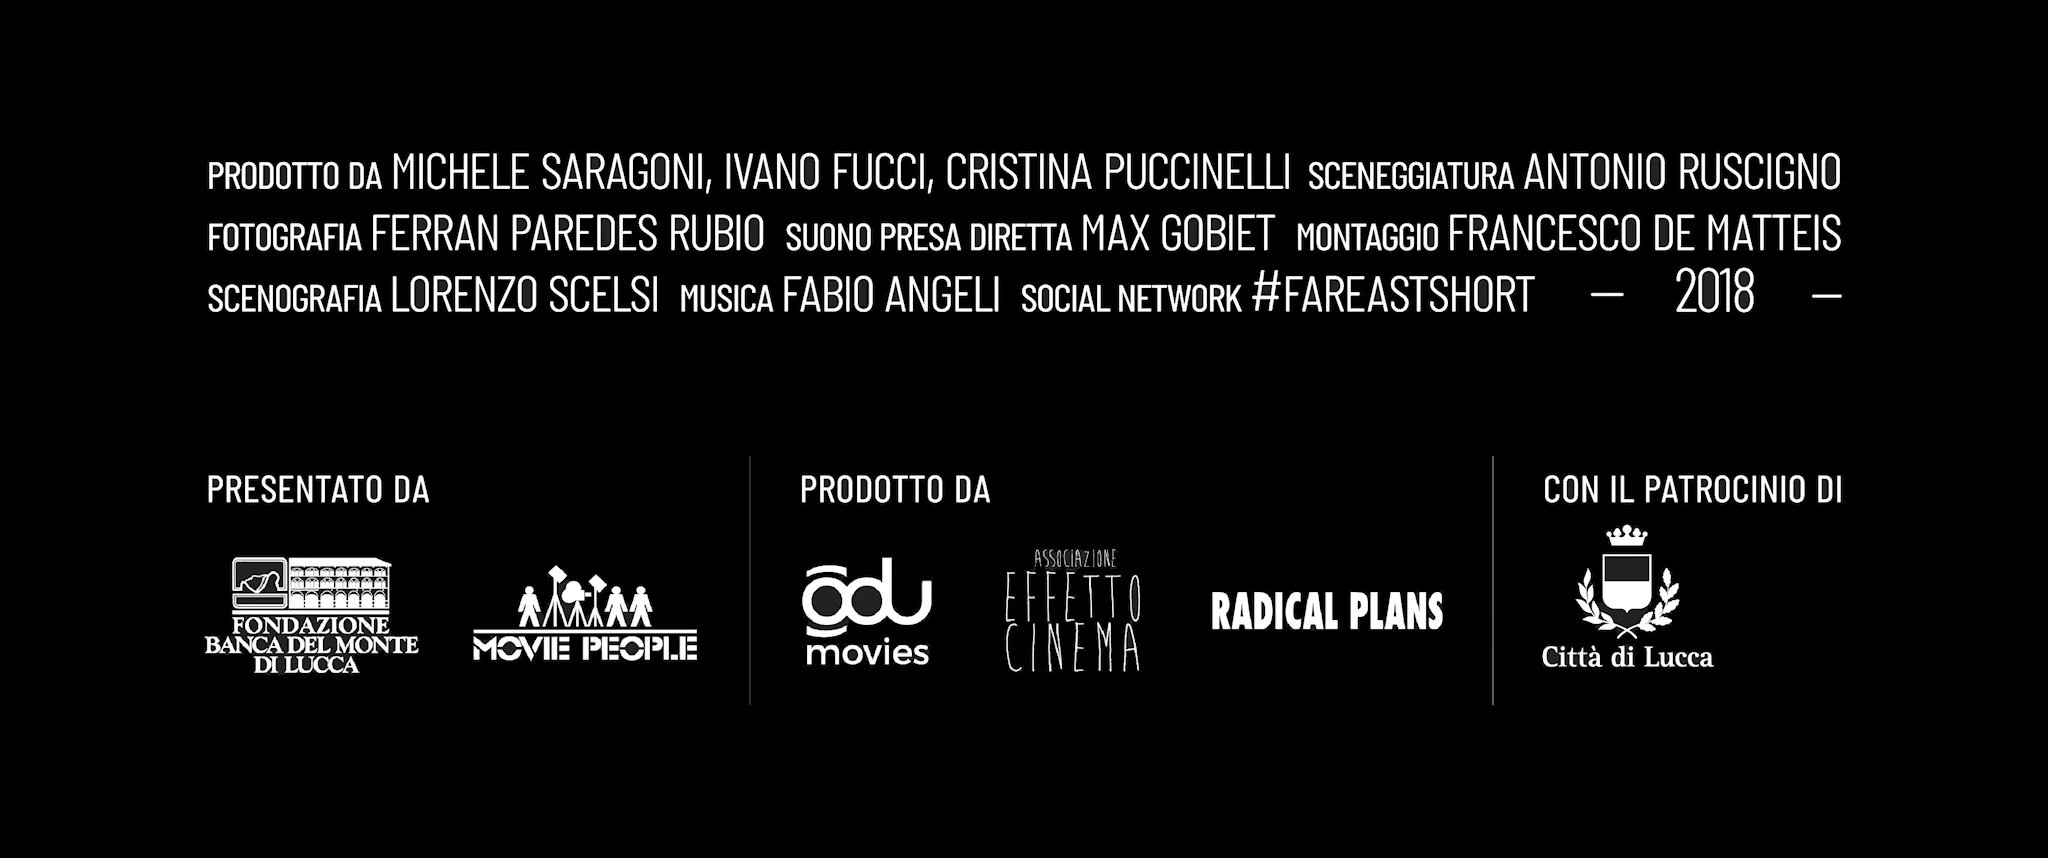 PRODOTTO DA MICHELE SARAGONI, IVANO FUCCI, CRISTINA PUCCINELLI SCENEGGIATURA ANTONIO RUSCIGNO
FOTOGRAFIA FERRAN PAREDES RUBIO SUONO PRESA DIRETTA MAX GOBIET MONTAGGIO FRANCESCO DE MATTEIS
SCENOGRAFIA LORENZO SCELSI MUSICA FABIO ANGELI SOCIAL NETWORK #FAREASTSHORT — 2018 —
PRESENTATO DA
FONDAZIONE
BANCA DEL MONTE
DI LUCCA
MOVIE PEOPLE
PRODOTTO DA
adu
movies
ASSOCIAZIONE
EFFETTO
CINEMA
RADICAL PLANS
CON IL PATROCINIO DI
Città di Lucca